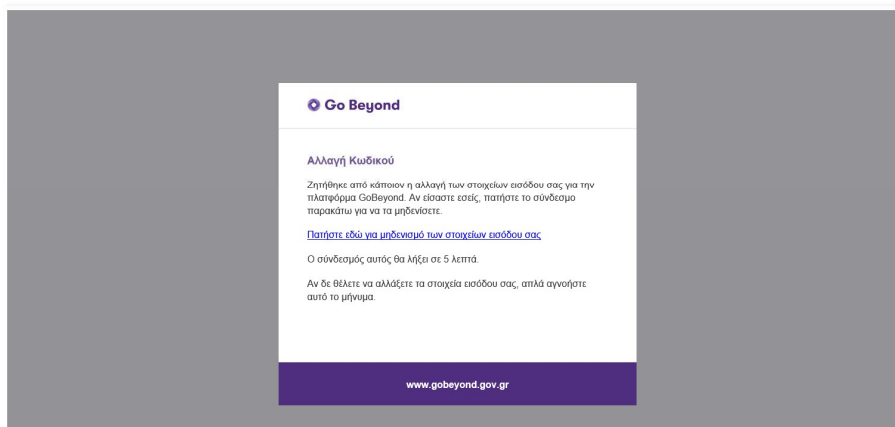 Go Beyond
Αλλαγή Κωδικού
Ζητήθηκε από κάποιον η αλλαγή των στοιχείων εισόδου σας για την
πλατφόρμα GoBeyond. Αν είσαστε εσείς, πατήστε το σύνδεσμο
παρακάτω για να τα μηδενίσετε.
Πατήστε εδώ για μηδενισμό των στοιχείων εισόδου σας
Ο σύνδεσμός αυτός θα λήξει σε 5 λεπτά.
Αν δε θέλετε να αλλάξετε τα στοιχεία εισόδου σας, απλά αγνοήστε
αυτό το μήνυμα.
www.gobeyond.gov.gr